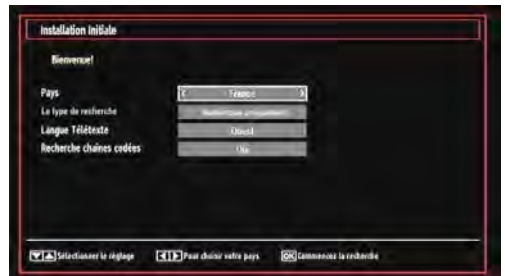 Installation Initiale
Bienvenue!
Pays France
Le type de recherche Numérique
Langue Télétexte Ouest
Recherche chaînes codées Oui
Sélectionner le réglage Pour choisir votre pays OK Commencez la recherche